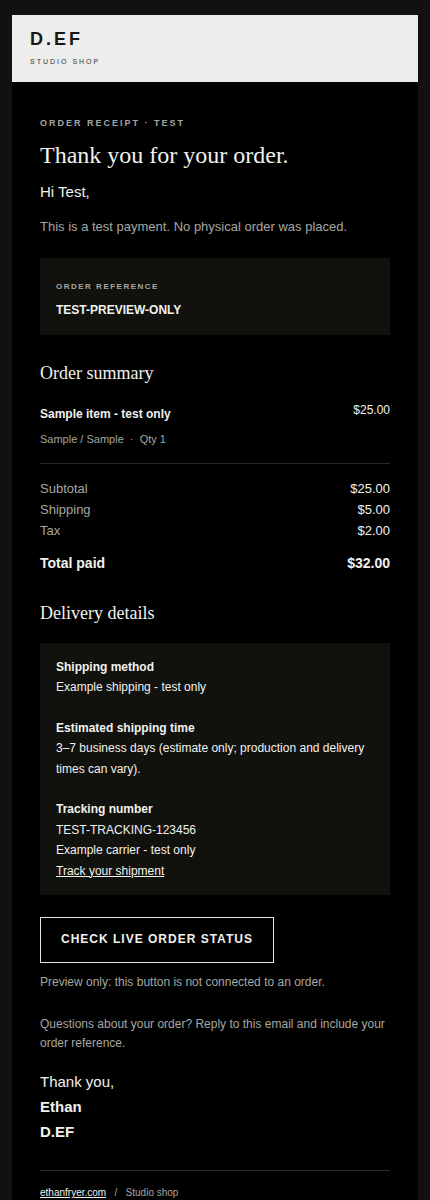 D.EF
STUDIO SHOP
ORDER RECEIPT · TEST
Thank you for your order.
Hi Test,
This is a test payment. No physical order was placed.
ORDER REFERENCE
TEST-PREVIEW-ONLY
Order summary
Sample item - test only $25.00
Sample / Sample · Qty 1
Subtotal $25.00
Shipping $5.00
Tax $2.00
Total paid $32.00
Delivery details
Shipping method
Example shipping - test only
Estimated shipping time
3–7 business days (estimate only; production and delivery
times can vary).
Tracking number
TEST-TRACKING-123456
Example carrier - test only
Track your shipment
CHECK LIVE ORDER STATUS
Preview only: this button is not connected to an order.
Questions about your order? Reply to this email and include your
order reference.
Thank you,
Ethan
D.EF
ethanfryer.com / Studio shop